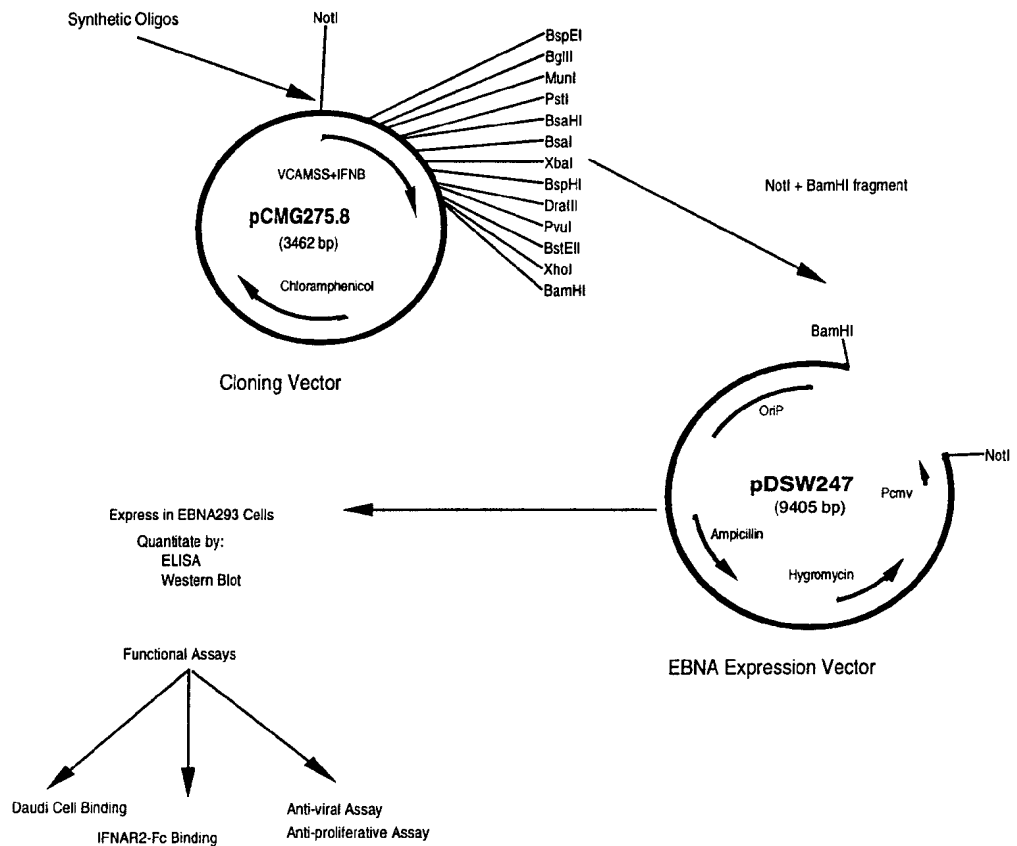 Synthetic Oligos
NotI
BspEI
BglII
MunI
PstI
BsaHI
BsaI
XbaI
BspHI
DraIII
PvuI
BstEII
XhoI
BamHI
VCAMSS+IFNB
pCMG275.8
(3462 bp)
Chloramphenicol
Cloning Vector
NotI + BamHI fragment
BamHI
OriP
NotI
pDSW247
(9405 bp)
Pcmv
Ampicillin
Hygromycin
EBNA Expression Vector
Express in EBNA293 Cells
Quantitate by:
ELISA
Western Blot
Functional Assays
Daudi Cell Binding
IFNAR2-Fc Binding
Anti-viral Assay
Anti-proliferative Assay